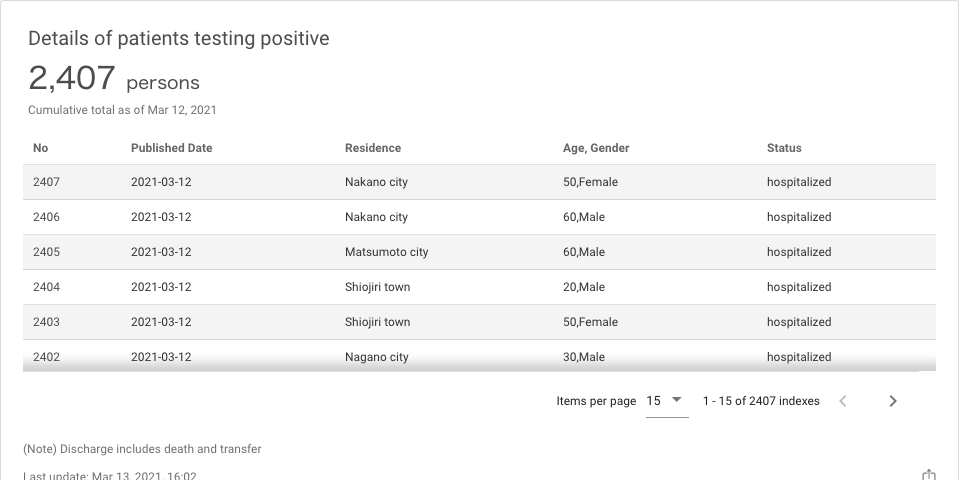 Details of patients testing positive
2,407 persons
Cumulative total as of Mar 12, 2021
No Published Date Residence Age, Gender Status
2407 2021-03-12 Nakano city 50,Female hospitalized
2406 2021-03-12 Nakano city 60,Male hospitalized
2405 2021-03-12 Matsumoto city 60,Male hospitalized
2404 2021-03-12 Shiojiri town 20,Male hospitalized
2403 2021-03-12 Shiojiri town 50,Female hospitalized
2402 2021-03-12 Nagano city 30,Male hospitalized
Items per page 15 1 - 15 of 2407 indexes
(Note) Discharge includes death and transfer
Last update: Mar 13, 2021, 16:02